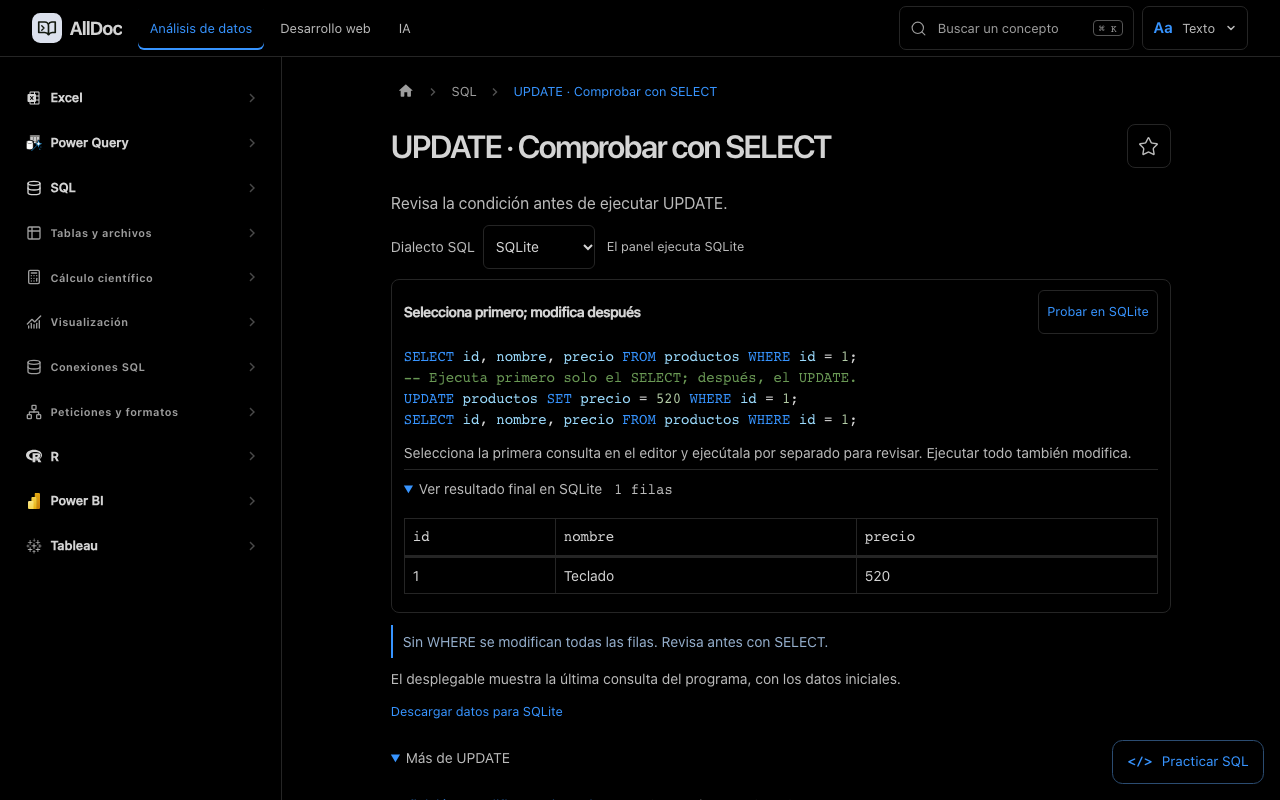 AllDoc
Análisis de datos
Desarrollo web
IA
Buscar un concepto
⌘ K
Aa Texto
Excel
Power Query
SQL
Tablas y archivos
Cálculo científico
Visualización
Conexiones SQL
Peticiones y formatos
R
Power BI
Tableau
SQL
UPDATE · Comprobar con SELECT
UPDATE · Comprobar con SELECT
Revisa la condición antes de ejecutar UPDATE.
Dialecto SQL
SQLite
El panel ejecuta SQLite
Selecciona primero; modifica después
Probar en SQLite
SELECT id, nombre, precio FROM productos WHERE id = 1;
-- Ejecuta primero solo el SELECT; después, el UPDATE.
UPDATE productos SET precio = 520 WHERE id = 1;
SELECT id, nombre, precio FROM productos WHERE id = 1;
Selecciona la primera consulta en el editor y ejecútala por separado para revisar. Ejecutar todo también modifica.
Ver resultado final en SQLite 1 filas
id nombre precio
1 Teclado 520
Sin WHERE se modifican todas las filas. Revisa antes con SELECT.
El desplegable muestra la última consulta del programa, con los datos iniciales.
Descargar datos para SQLite
Más de UPDATE
</> Practicar SQL